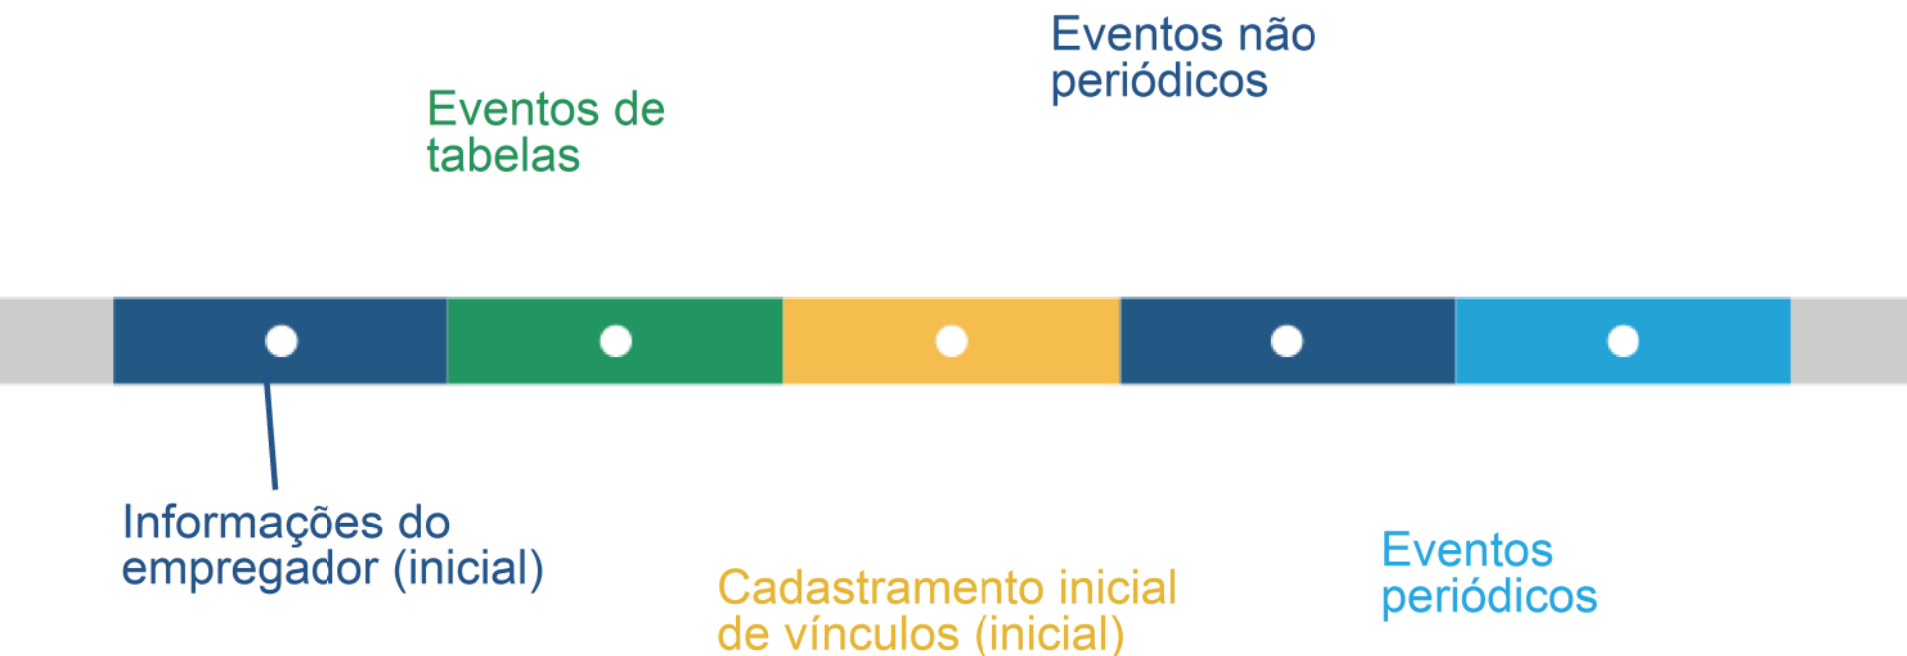 Eventos não
periódicos
Eventos de
tabelas
Informações do
empregador (inicial)
Cadastramento inicial
de vínculos (inicial)
Eventos
periódicos